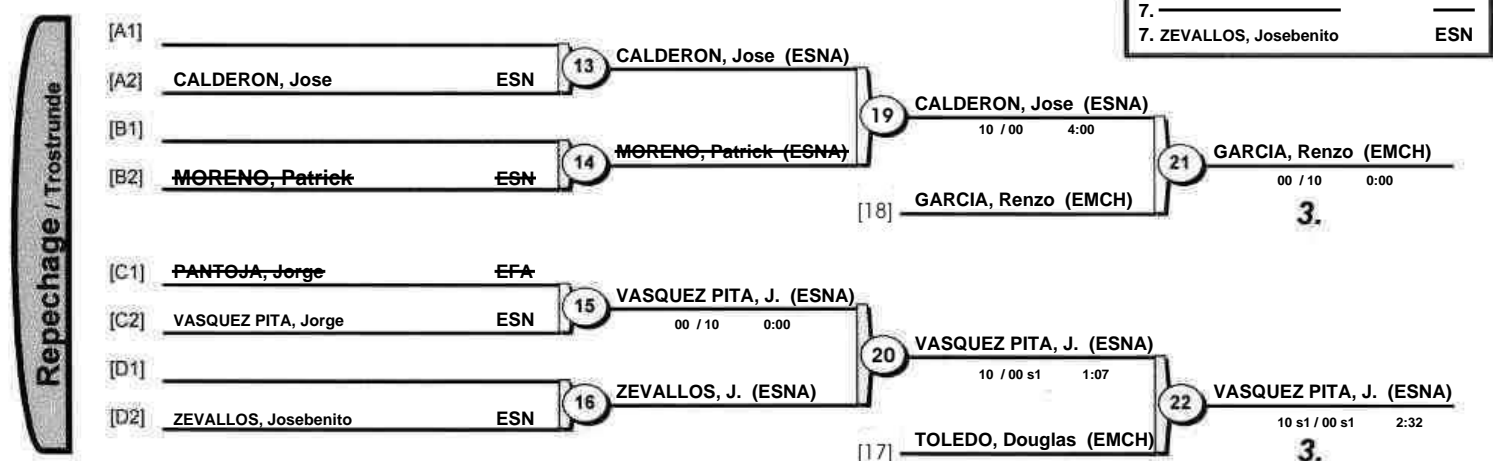 7.
7. ZEVALLOS, Josebenito ESN
Repechage / Trostrunde
[A1]
[A2] CALDERON, Jose ESN
13 CALDERON, Jose (ESNA)
[B1]
[B2] MORENO, Patrick ESN
14 MORENO, Patrick (ESNA)
19 CALDERON, Jose (ESNA)
10 / 00 4:00
[18] GARCIA, Renzo (EMCH)
21 GARCIA, Renzo (EMCH)
00 / 10 0:00
3.
[C1] PANTOJA, Jorge EFA
[C2] VASQUEZ PITA, Jorge ESN
15 VASQUEZ PITA, J. (ESNA)
00 / 10 0:00
[D1]
[D2] ZEVALLOS, Josebenito ESN
16 ZEVALLOS, J. (ESNA)
20 VASQUEZ PITA, J. (ESNA)
10 / 00 s1 1:07
[17] TOLEDO, Douglas (EMCH)
22 VASQUEZ PITA, J. (ESNA)
10 s1 / 00 s1 2:32
3.